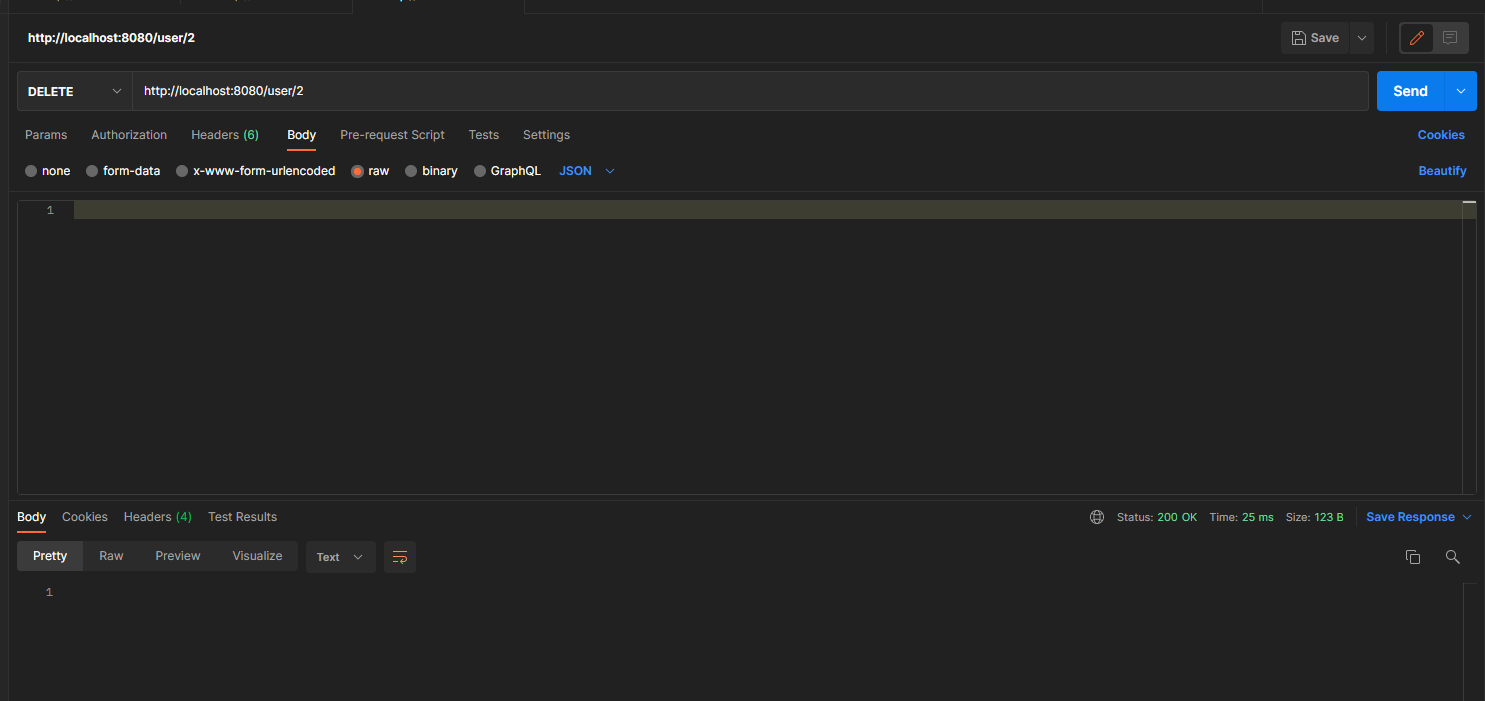 http://localhost:8080/user/2 Save
DELETE http://localhost:8080/user/2 Send
Params Authorization Headers (6) Body Pre-request Script Tests Settings Cookies
none form-data x-www-form-urlencoded raw binary GraphQL JSON Beautify
1
Body Cookies Headers (4) Test Results Status: 200 OK Time: 25 ms Size: 123 B Save Response
Pretty Raw Preview Visualize Text
1